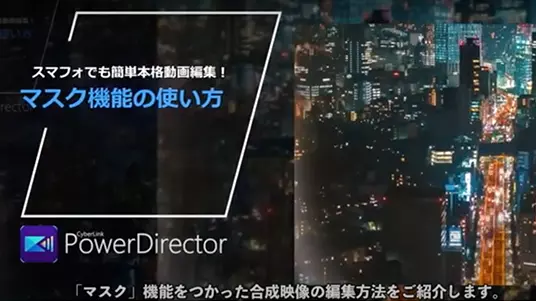 スマフォでも簡単本格動画編集！
マスク機能の使い方
CyberLink
PowerDirector
「マスク」機能をつかった合成映像の編集方法をご紹介します。